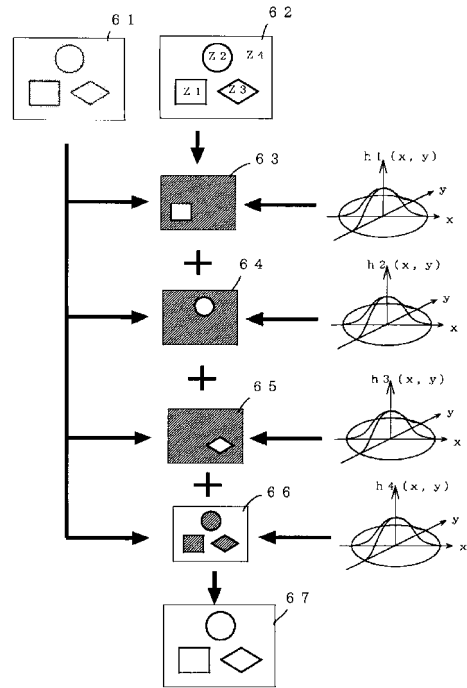 61
62
Z2
Z4
Z1
Z3
63
h1(x, y)
y
x
+
64
h2(x, y)
y
x
+
65
h3(x, y)
y
x
+
66
h4(x, y)
y
x
67